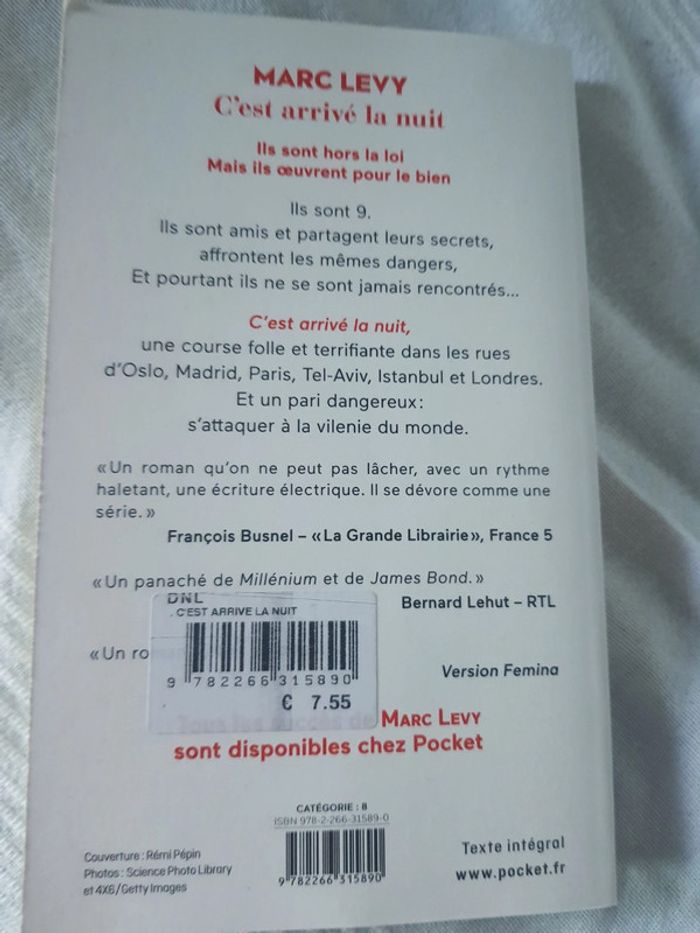 MARC LEVY
C'est arrivé la nuit
Ils sont hors la loi
Mais ils œuvrent pour le bien
Ils sont 9.
Ils sont amis et partagent leurs secrets,
affrontent les mêmes dangers,
Et pourtant ils ne se sont jamais rencontrés...
C'est arrivé la nuit,
une course folle et terrifiante dans les rues
d'Oslo, Madrid, Paris, Tel-Aviv, Istanbul et Londres.
Et un pari dangereux :
s'attaquer à la vilenie du monde.
« Un roman qu'on ne peut pas lâcher, avec un rythme
haletant, une écriture électrique. Il se dévore comme une
série. »
François Busnel – « La Grande Librairie », France 5
« Un panaché de Millénium et de James Bond. »
Bernard Lehut – RTL
DNL
. C'EST ARRIVE LA NUIT
9 782266 315890
€ 7.55
« Un
Version Femina
Tous les succès de MARC LEVY
sont disponibles chez Pocket
CATÉGORIE : 8
ISBN 978-2-266-31589-0
9 782266 315890
Couverture : Rémi Pépin
Photos : Science Photo Library
et 4X6/Getty Images
Texte intégral
www.pocket.fr